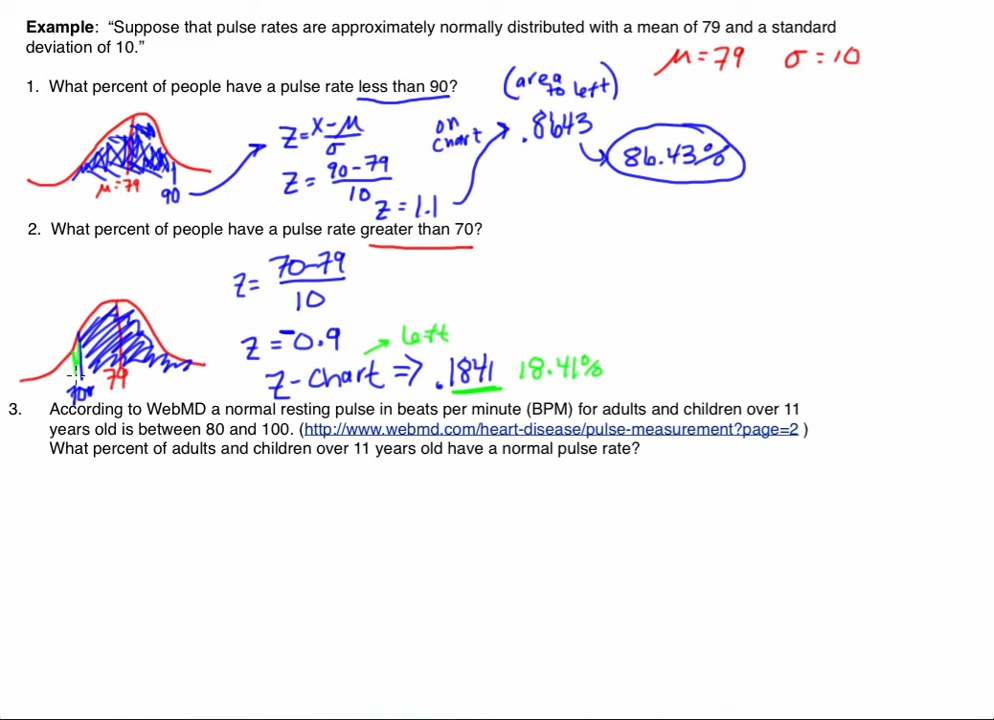 Example: “Suppose that pulse rates are approximately normally distributed with a mean of 79 and a standard
deviation of 10.”
μ=79 σ=10
1. What percent of people have a pulse rate less than 90?
(area to left)
Z=X-μ/σ
on chart
.8643
86.43%
Z=90-79/10
μ=79
90
Z=1.1
2. What percent of people have a pulse rate greater than 70?
Z=70-79/10
Z=-0.9
left
Z-chart ⇒ .1841 18.41%
79
70
3. According to WebMD a normal resting pulse in beats per minute (BPM) for adults and children over 11
years old is between 80 and 100. (http://www.webmd.com/heart-disease/pulse-measurement?page=2 )
What percent of adults and children over 11 years old have a normal pulse rate?